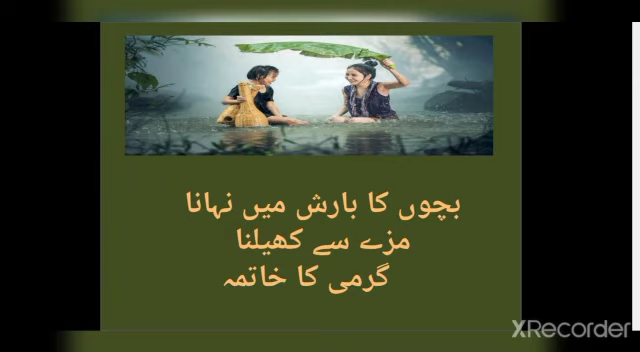 بچوں کا بارش میں نہانا
مزے سے کھیلنا
گرمی کا خاتمہ
XRecorder